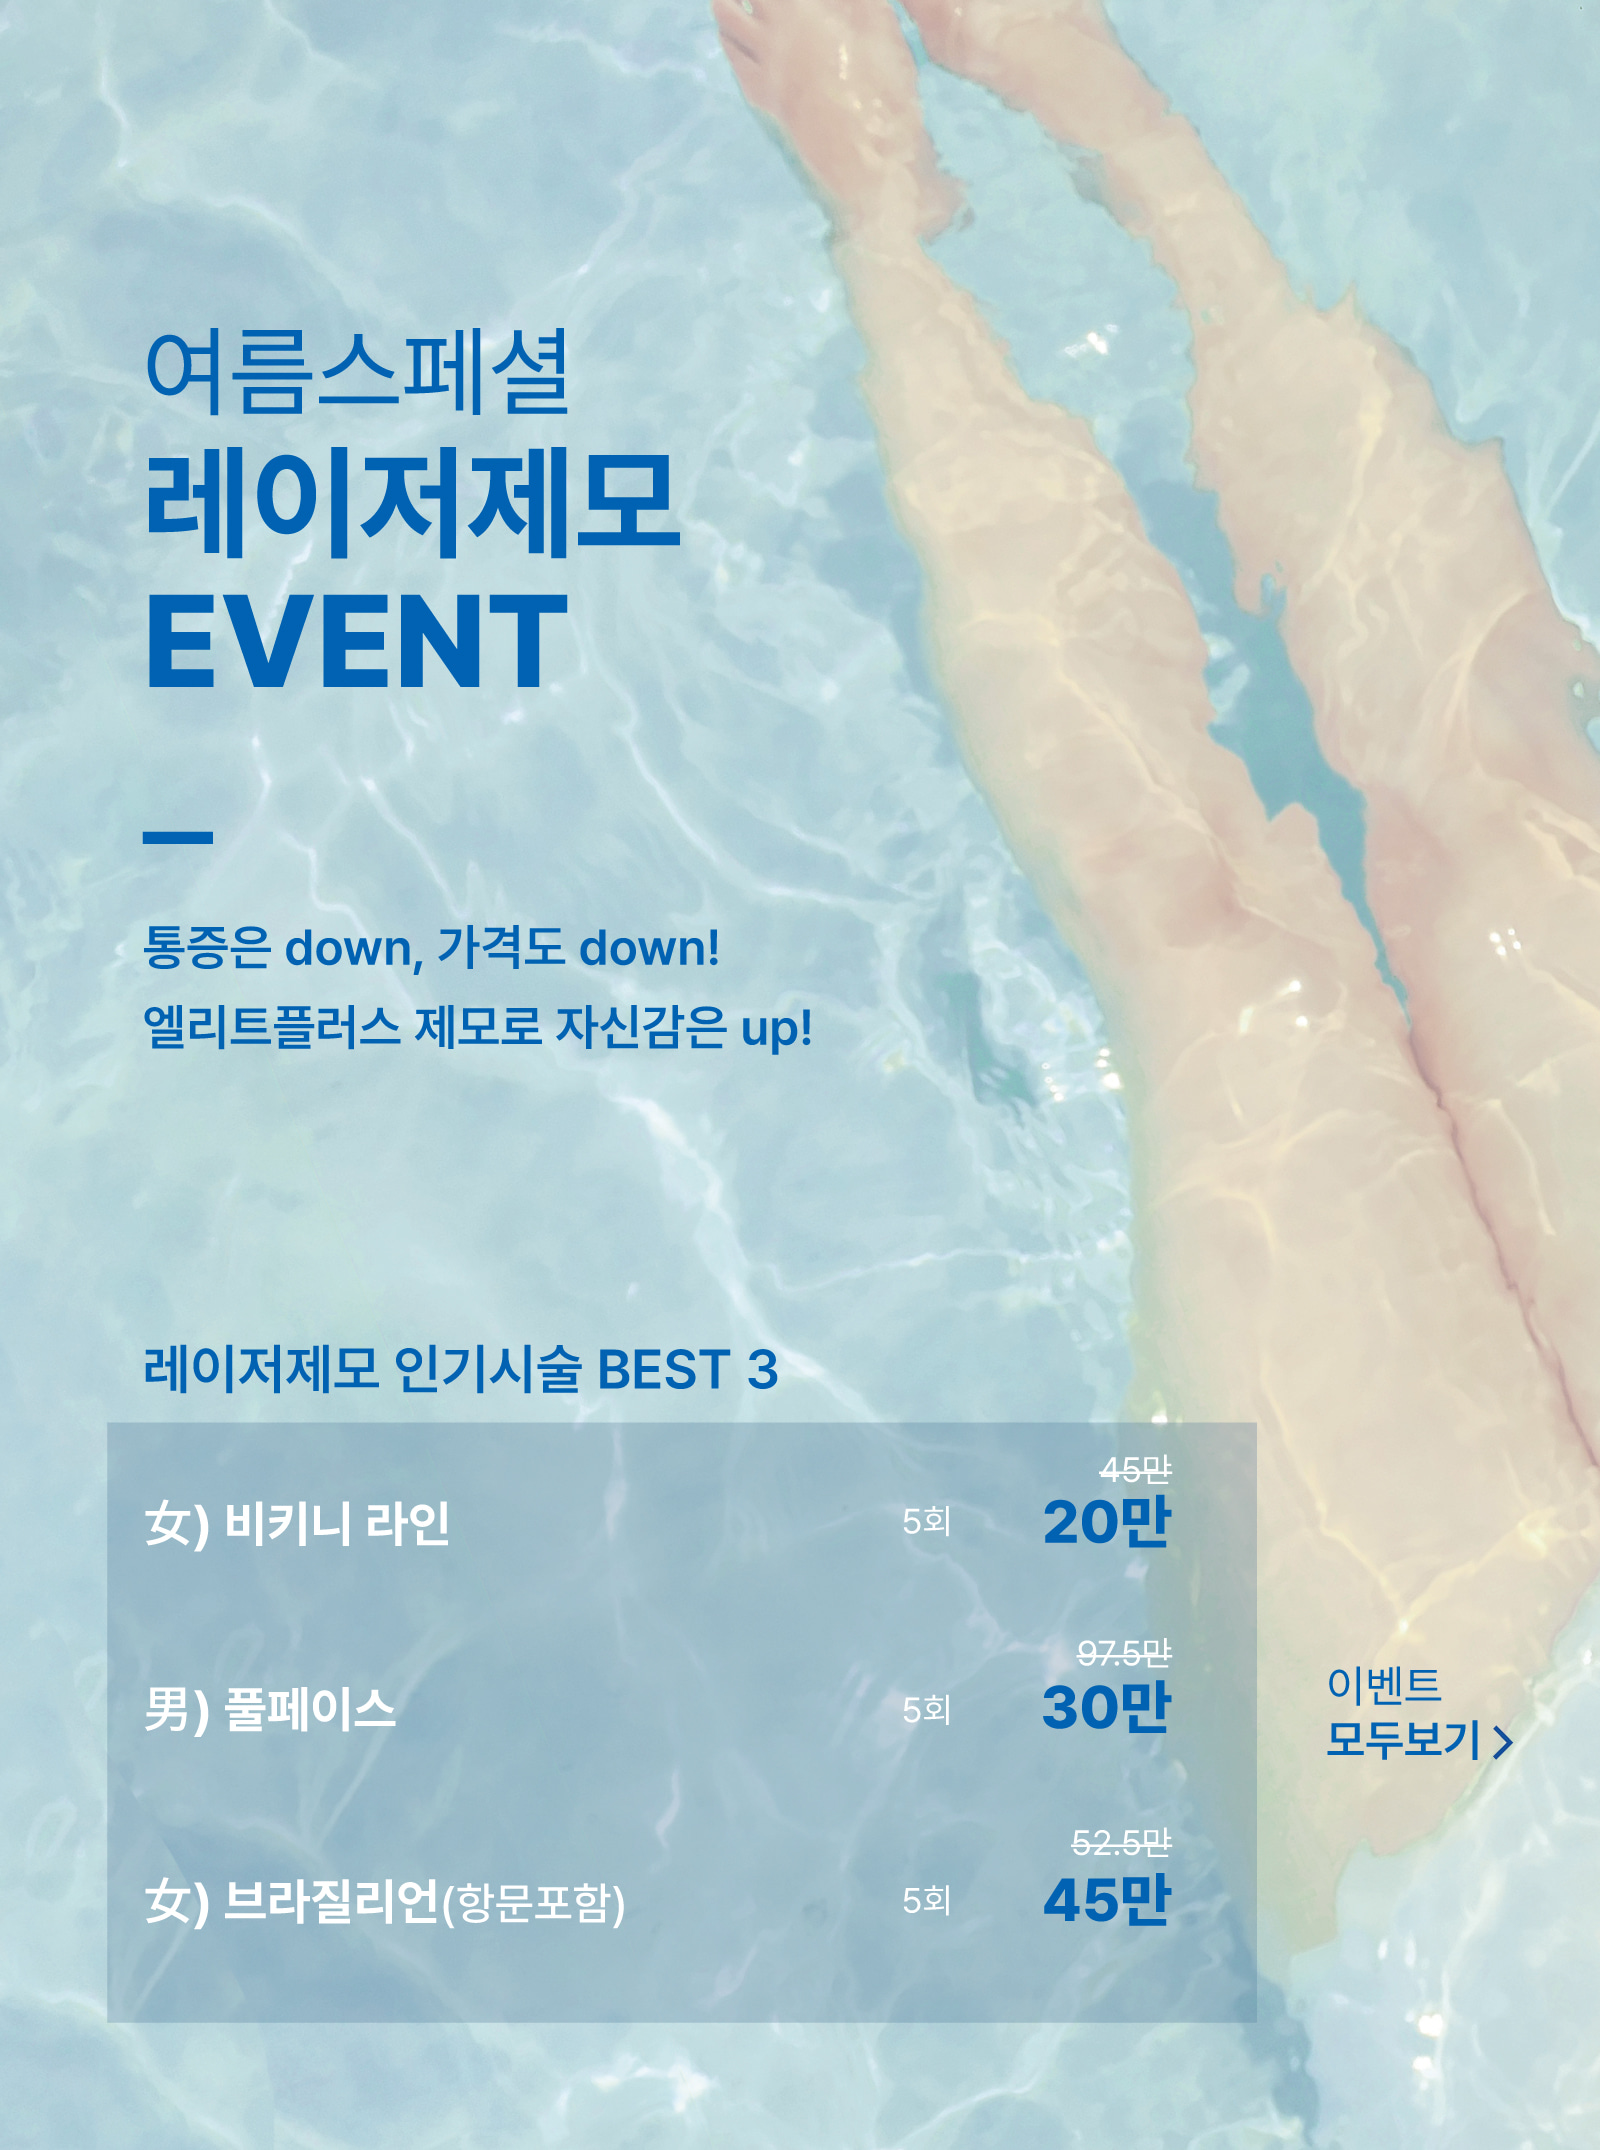 여름스페셜
레이저제모
EVENT
통증은 down, 가격도 down!
엘리트플러스 제모로 자신감은 up!
레이저제모 인기시술 BEST 3
45만
女) 비키니 라인 5회 20만
97.5만
男) 풀페이스 5회 30만
이벤트
모두보기 >
52.5만
女) 브라질리언(항문포함) 5회 45만